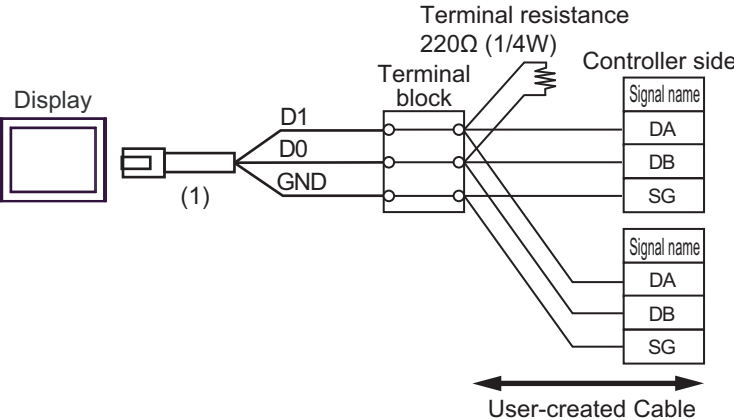 Terminal resistance
220Ω (1/4W)
Controller side
Terminal
block
Display
Signal name
D1
DA
D0
DB
GND
SG
(1)
Signal name
DA
DB
SG
User-created Cable